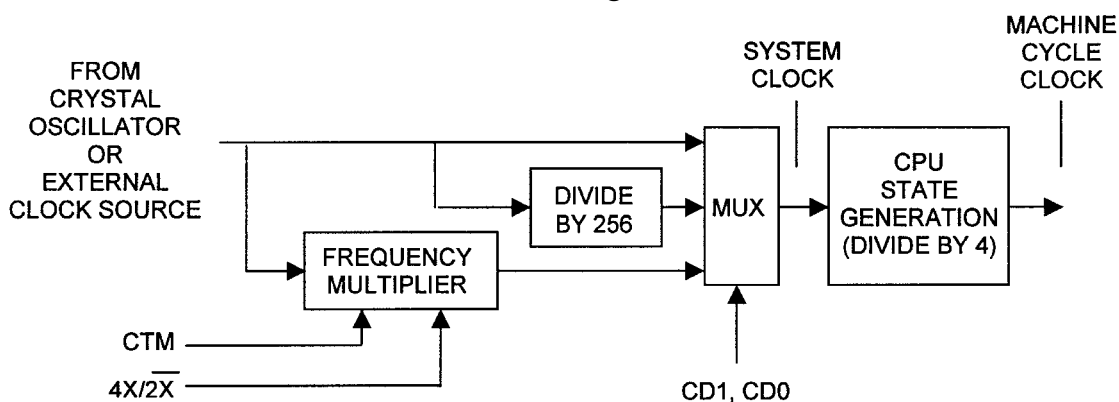 FROM
CRYSTAL
OSCILLATOR
OR
EXTERNAL
CLOCK SOURCE
SYSTEM
CLOCK
MACHINE
CYCLE
CLOCK
DIVIDE
BY 256
MUX
CPU
STATE
GENERATION
(DIVIDE BY 4)
FREQUENCY
MULTIPLIER
CTM
4X/2X̅
CD1, CD0